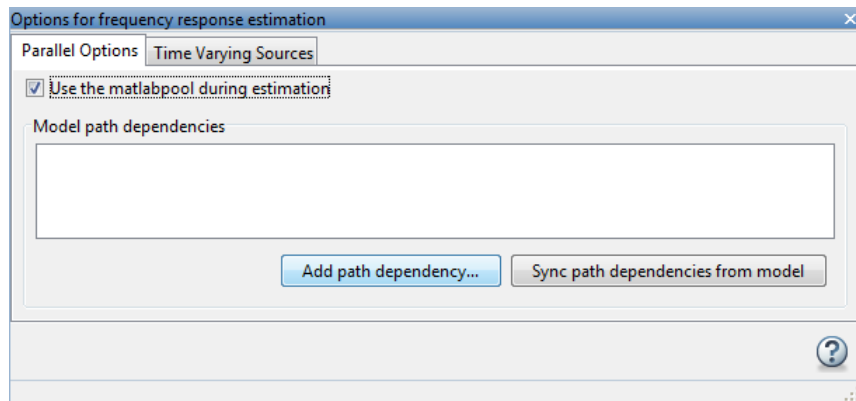 Options for frequency response estimation
Parallel Options
Time Varying Sources
Use the matlabpool during estimation
Model path dependencies
Add path dependency...
Sync path dependencies from model
?